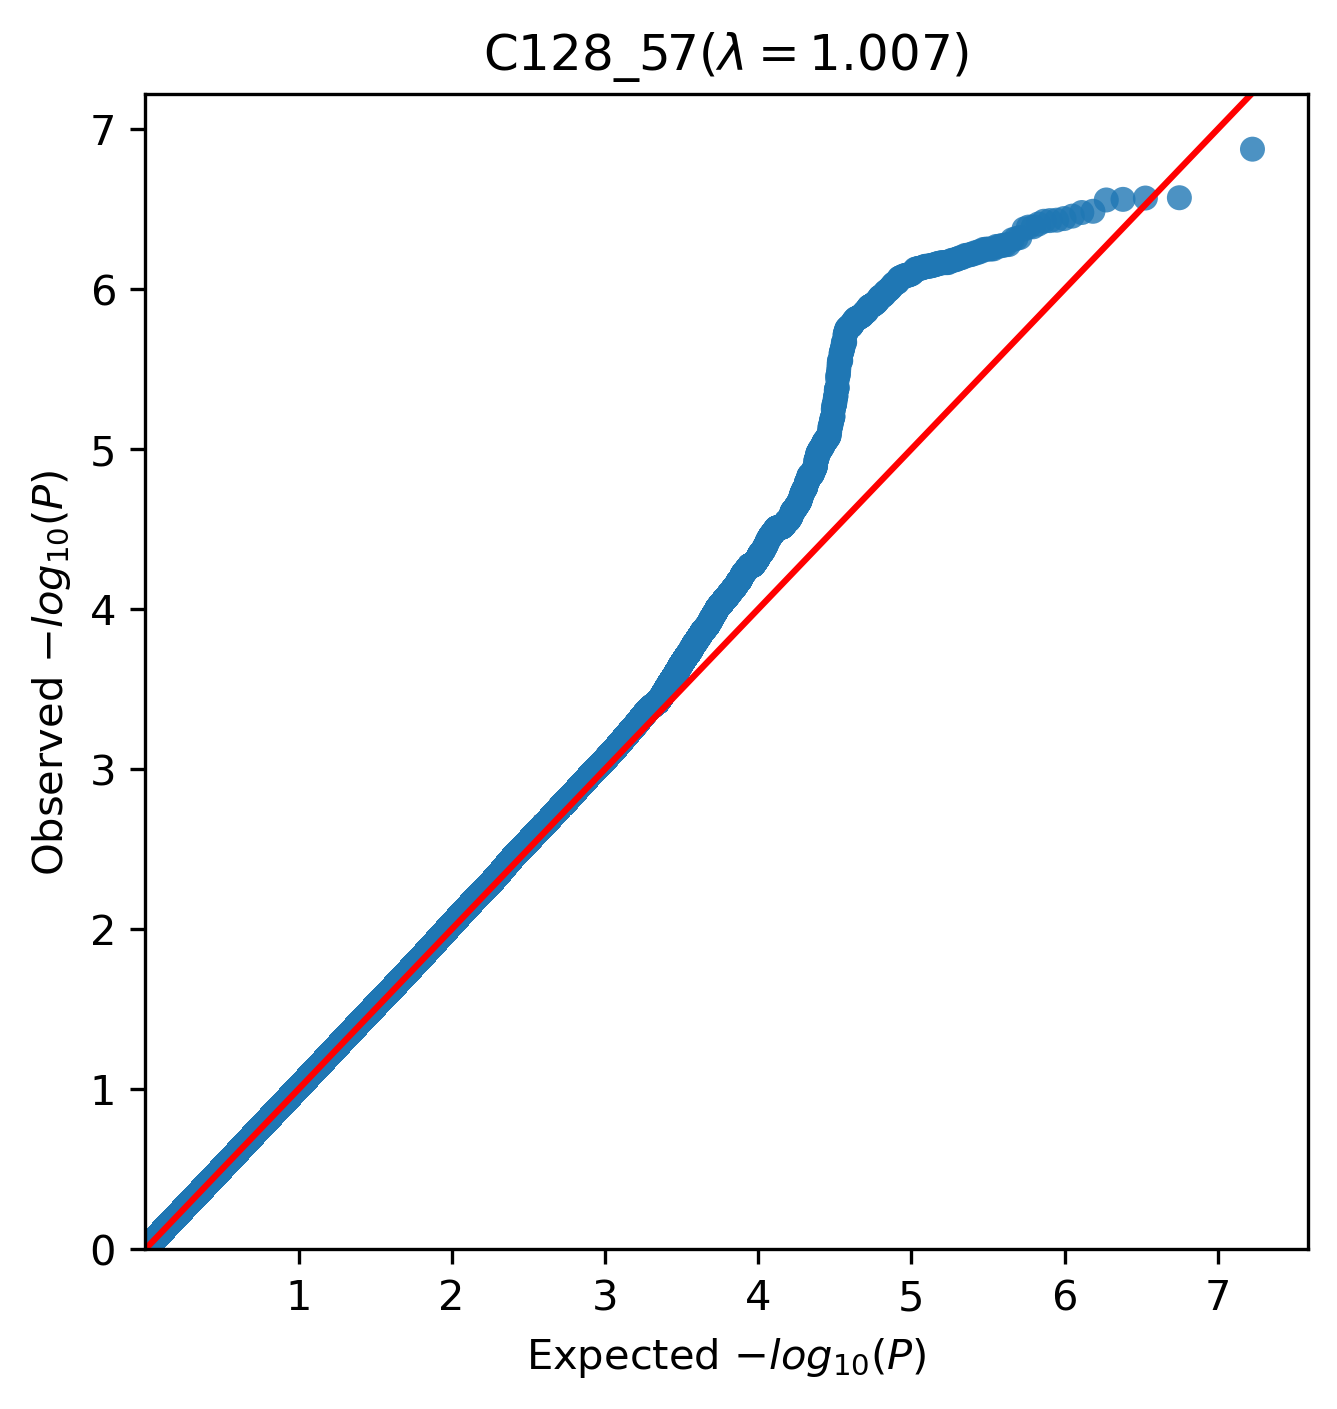 C128_57(λ = 1.007)
7
6
5
4
3
2
1
0
Observed −log₁₀(P)
1 2 3 4 5 6 7
Expected −log₁₀(P)